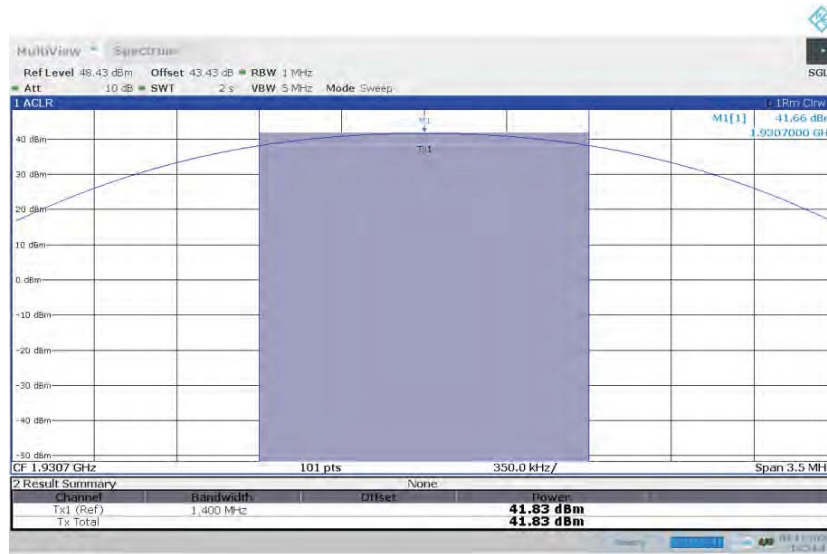 MultiView Spectrum
Ref Level 48.43 dBm Offset 43.43 dB RBW 1 MHz SGL
Att 10 dB SWT 2 s VBW 5 MHz Mode Sweep
1 ACLR 1Rm Clrw
M1[1] 41.66 dBm
M1 1.9307000 GH
40 dBm
Tx1
30 dBm
20 dBm
10 dBm
0 dBm
-10 dBm
-20 dBm
-30 dBm
-40 dBm
-50 dBm
CF 1.9307 GHz 101 pts 350.0 kHz/ Span 3.5 MH
2 Result Summary None
Channel Bandwidth Offset Power
Tx1 (Ref) 1.400 MHz 41.83 dBm
Tx Total 41.83 dBm